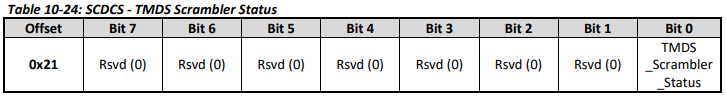 Table 10-24: SCDCS - TMDS Scrambler Status
Offset Bit 7 Bit 6 Bit 5 Bit 4 Bit 3 Bit 2 Bit 1 Bit 0
0x21 Rsvd (0) Rsvd (0) Rsvd (0) Rsvd (0) Rsvd (0) Rsvd (0) Rsvd (0) TMDS
_Scrambler
_Status